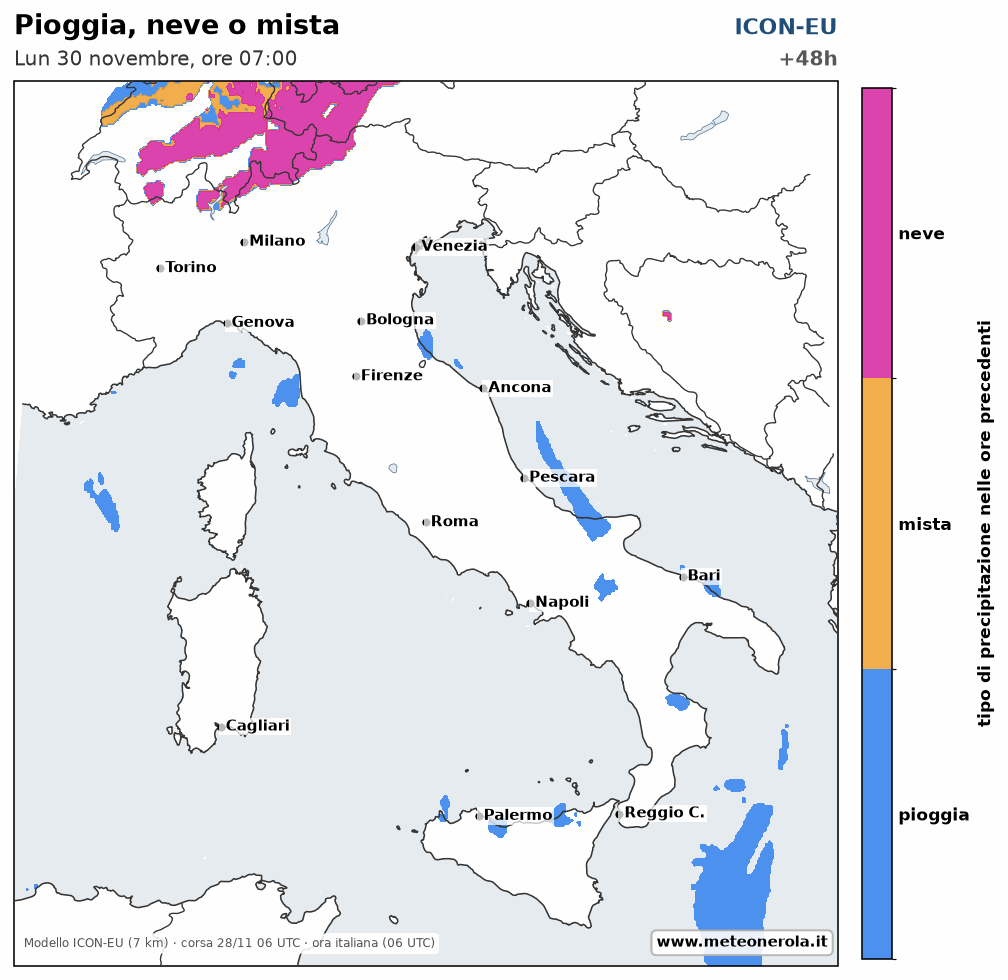 Pioggia, neve o mista
ICON-EU
Lun 30 novembre, ore 07:00
+48h
Milano
Venezia
Torino
Genova
Bologna
Firenze
Ancona
Pescara
Roma
Bari
Napoli
Cagliari
Palermo
Reggio C.
neve
mista
pioggia
tipo di precipitazione nelle ore precedenti
Modello ICON-EU (7 km) · corsa 28/11 06 UTC · ora italiana (06 UTC)
www.meteonerola.it